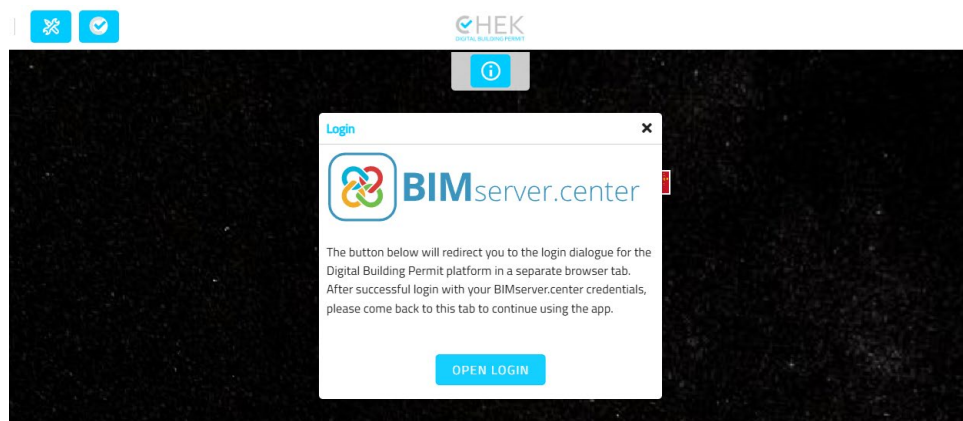 CHEK
DIGITAL BUILDING PERMIT
Login
BIMserver.center
The button below will redirect you to the login dialogue for the
Digital Building Permit platform in a separate browser tab.
After successful login with your BIMserver.center credentials,
please come back to this tab to continue using the app.
OPEN LOGIN